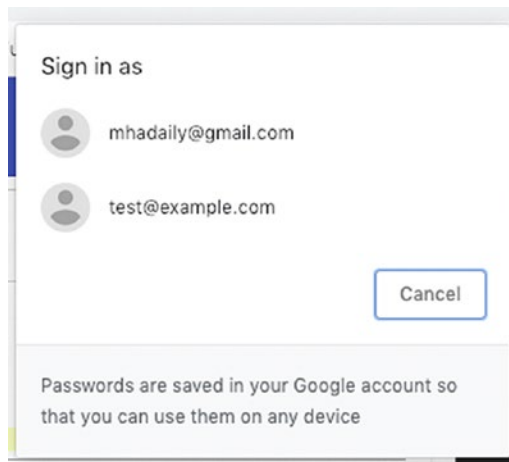 Sign in as
mhadaily@gmail.com
test@example.com
Cancel
Passwords are saved in your Google account so
that you can use them on any device